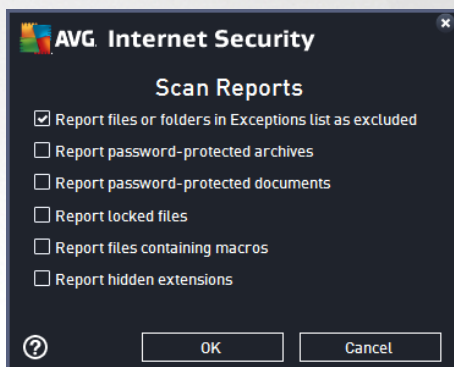 AVG Internet Security
Scan Reports
Report files or folders in Exceptions list as excluded
Report password-protected archives
Report password-protected documents
Report locked files
Report files containing macros
Report hidden extensions
? OK Cancel